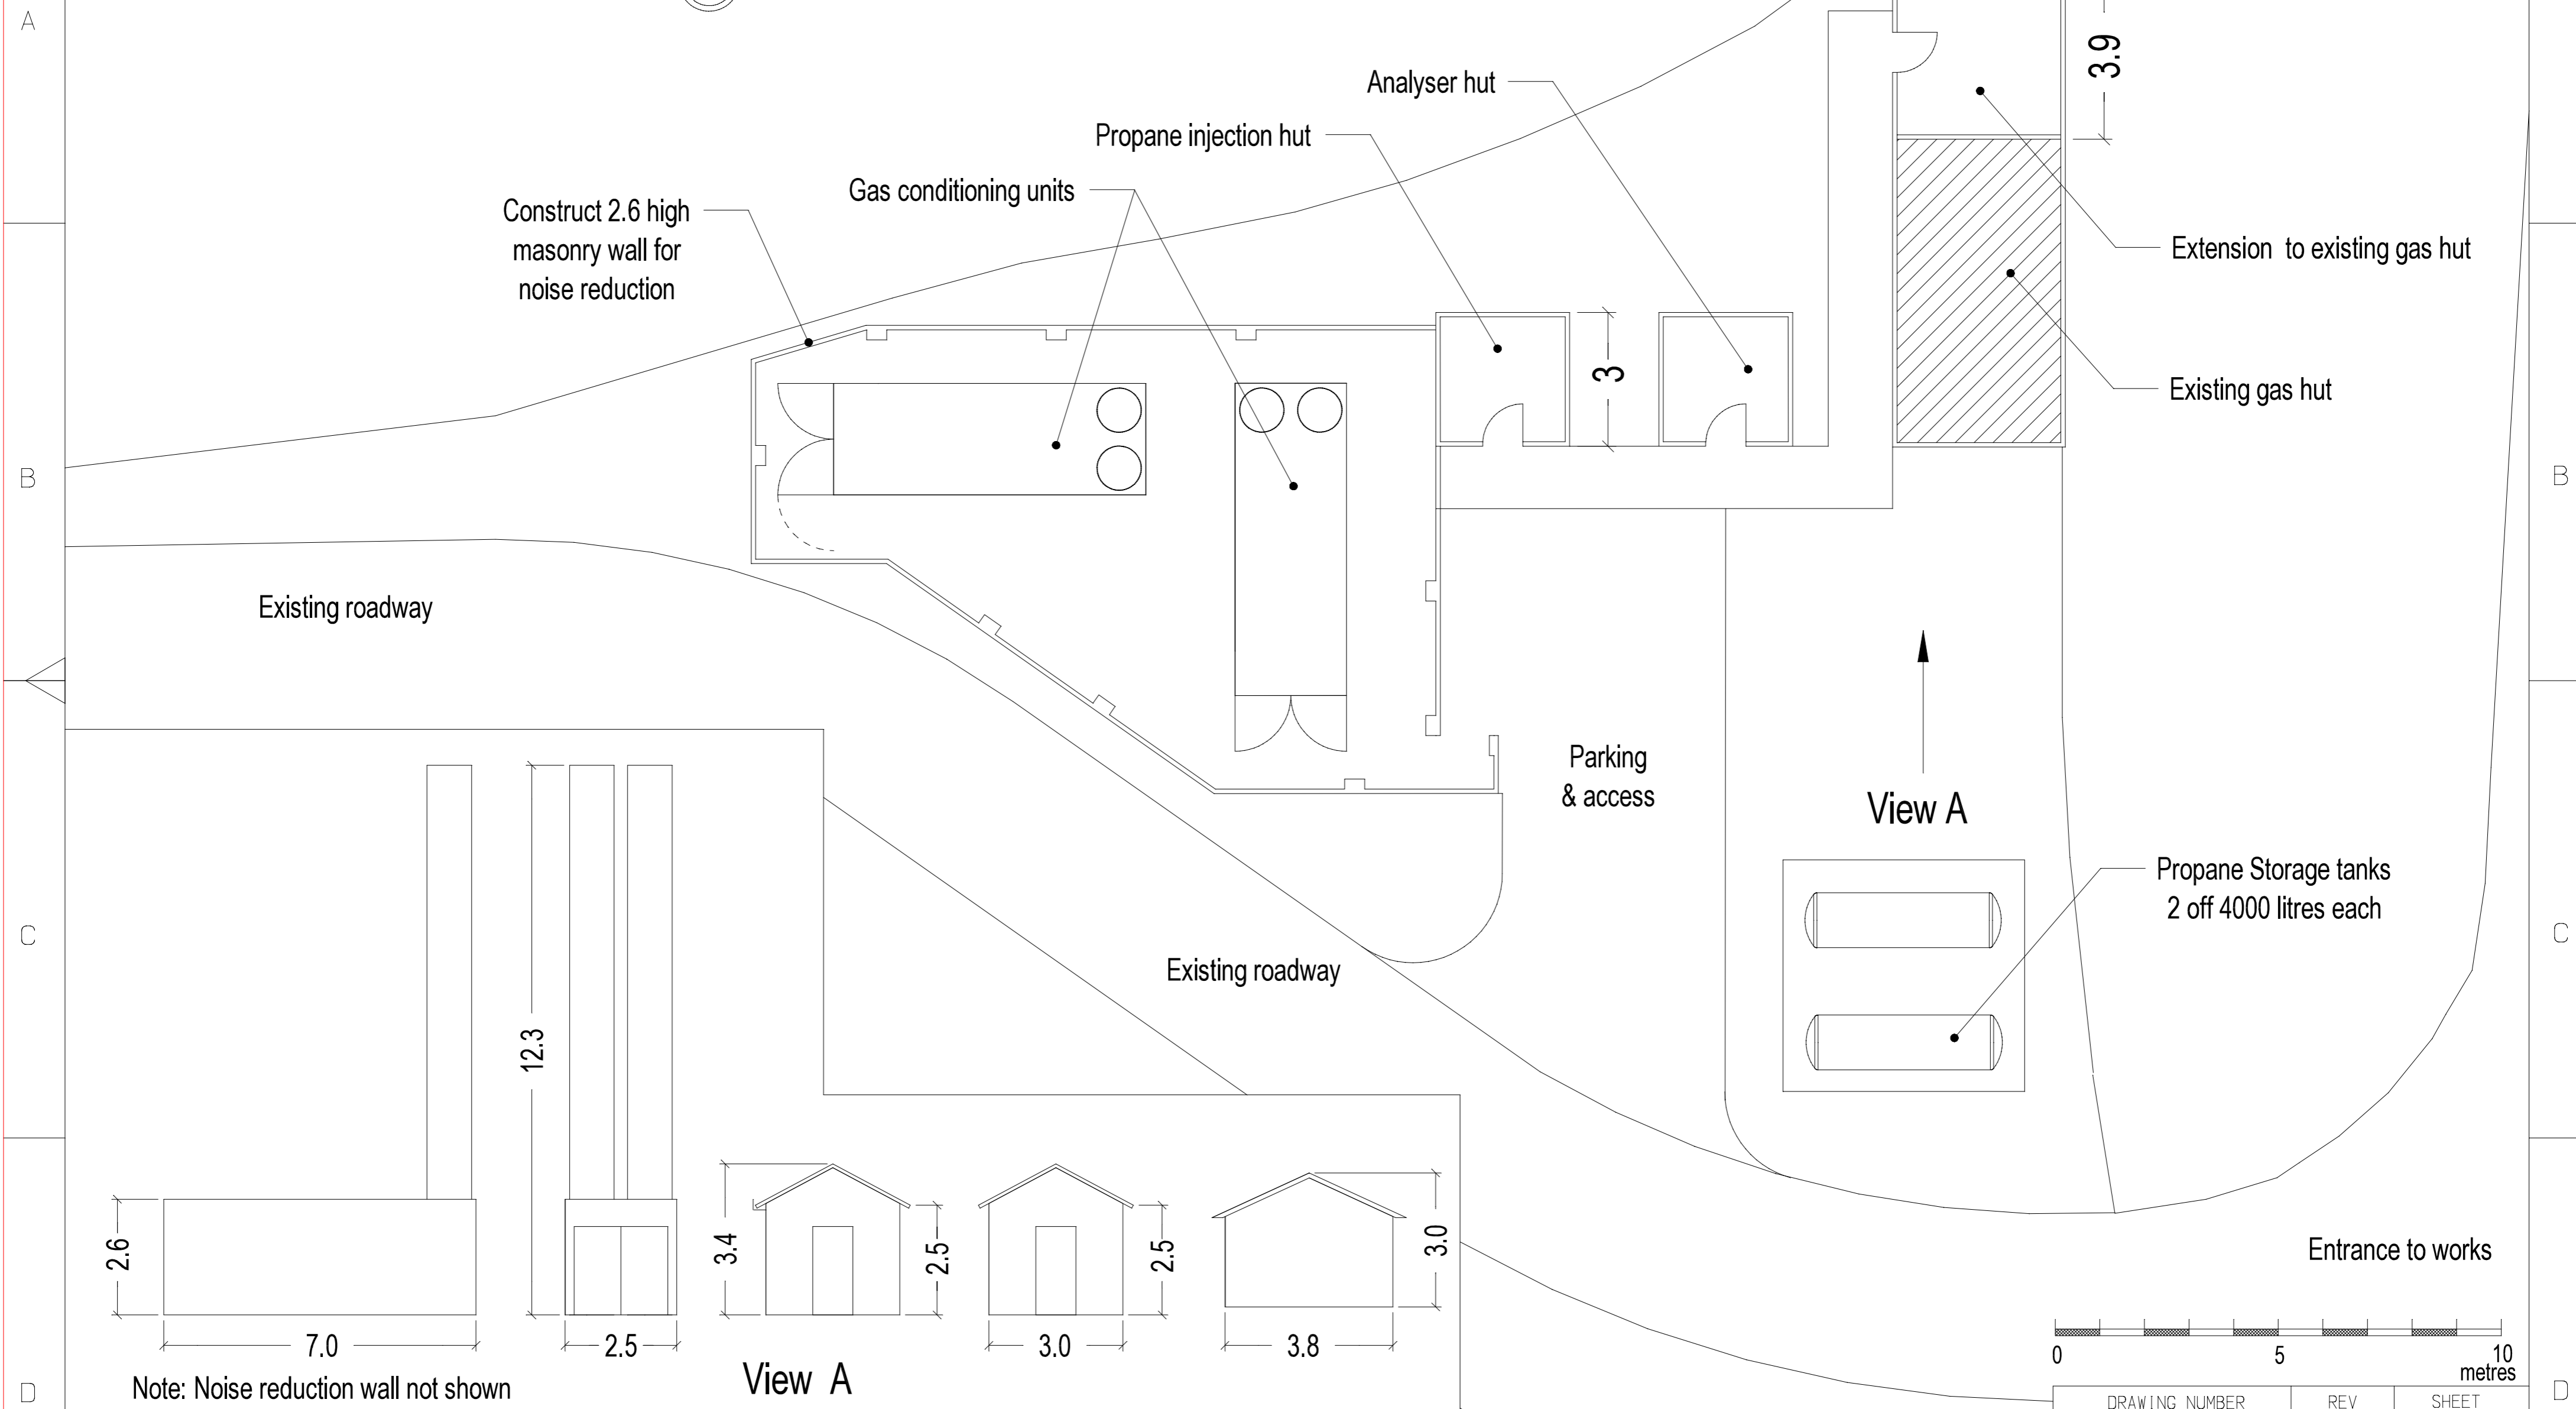 A
3.9
Analyser hut
Propane injection hut
Gas conditioning units
Construct 2.6 high
masonry wall for
noise reduction
Extension to existing gas hut
3
Existing gas hut
B
B
Existing roadway
Parking
& access
View A
Propane Storage tanks
2 off 4000 litres each
C
C
Existing roadway
12.3
2.6
3.4
2.5
2.5
3.0
Entrance to works
7.0
2.5
3.0
3.8
0
5
10
metres
View A
Note: Noise reduction wall not shown
D
D
DRAWING NUMBER
REV
SHEET